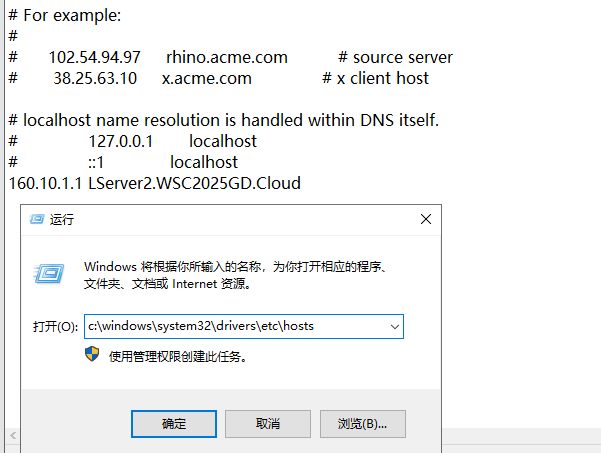 # For example:
#
#      102.54.94.97     rhino.acme.com          # source server
#       38.25.63.10     x.acme.com              # x client host
# localhost name resolution is handled within DNS itself.
#              127.0.0.1       localhost
#              ::1             localhost
160.10.1.1 LServer2.WSC2025GD.Cloud
运行
Windows 将根据你所输入的名称，为你打开相应的程序、
文件夹、文档或 Internet 资源。
打开(O): c:\windows\system32\drivers\etc\hosts
使用管理权限创建此任务。
确定 取消 浏览(B)...